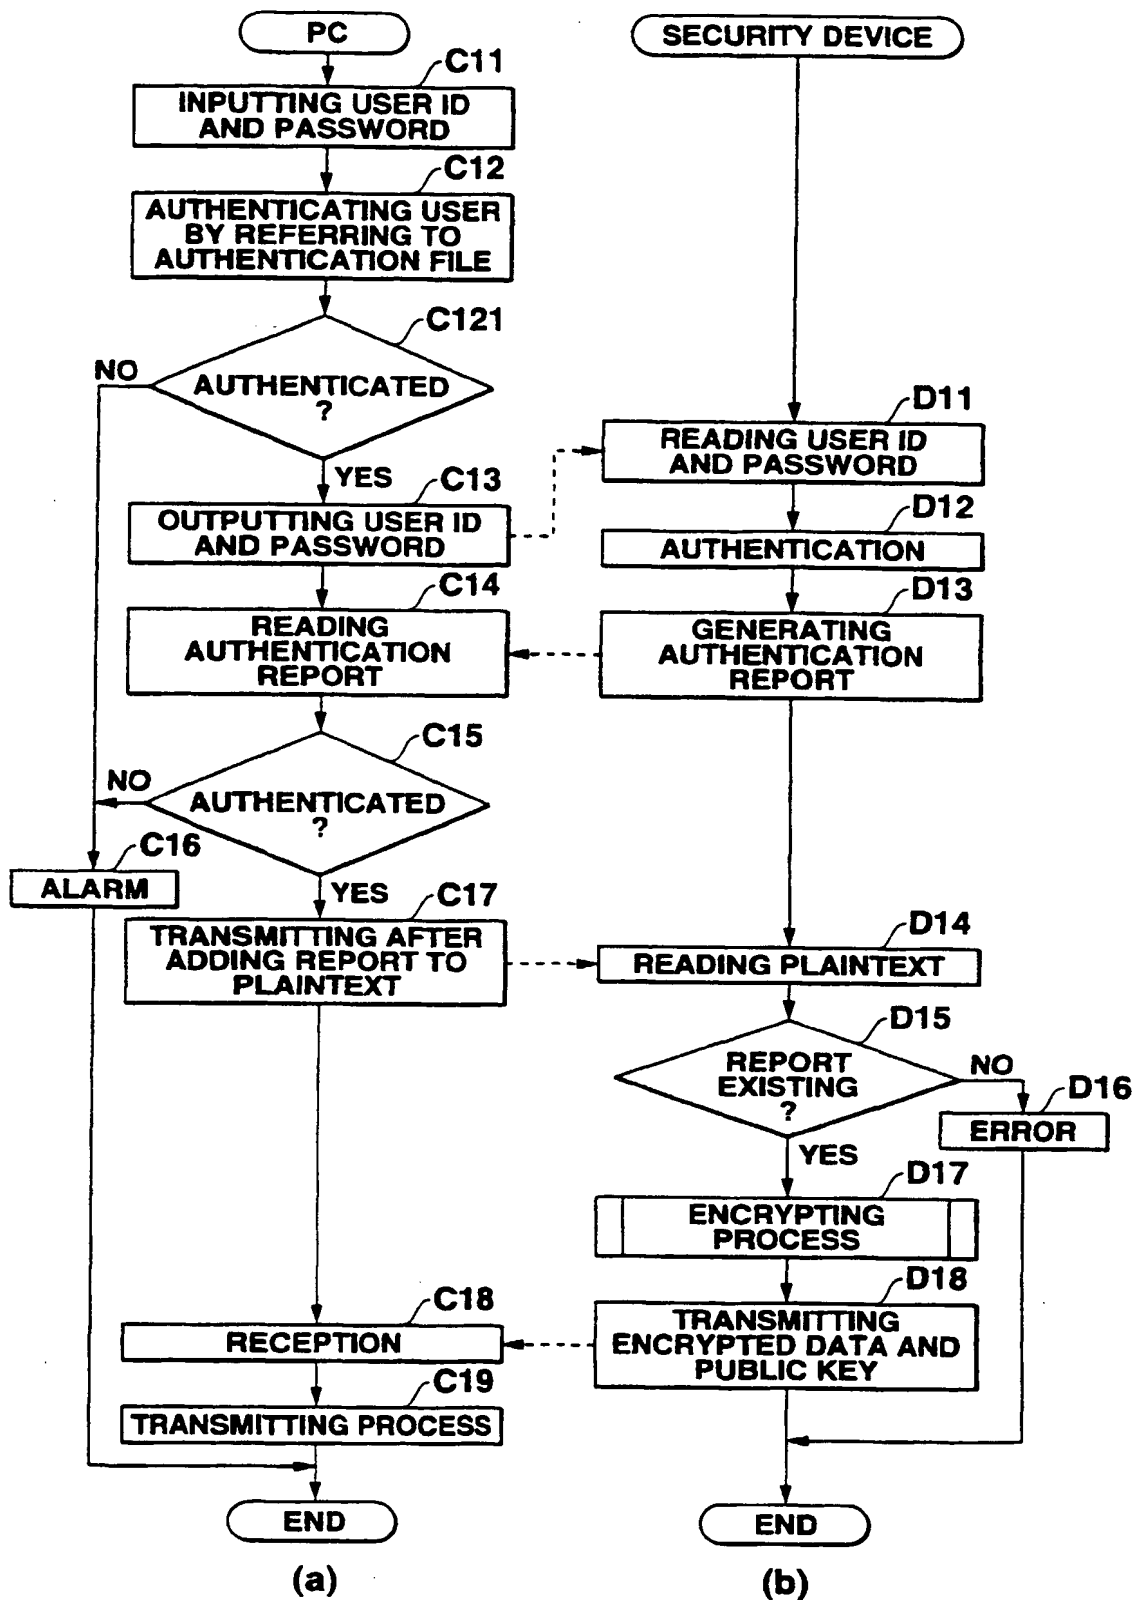 PC
C11
INPUTTING USER ID
AND PASSWORD
C12
AUTHENTICATING USER
BY REFERRING TO
AUTHENTICATION FILE
C121
NO
AUTHENTICATED
?
YES
C13
OUTPUTTING USER ID
AND PASSWORD
C14
READING
AUTHENTICATION
REPORT
C15
NO
AUTHENTICATED
?
C16
ALARM
YES
C17
TRANSMITTING AFTER
ADDING REPORT TO
PLAINTEXT
C18
RECEPTION
C19
TRANSMITTING PROCESS
END
(a)
SECURITY DEVICE
D11
READING USER ID
AND PASSWORD
D12
AUTHENTICATION
D13
GENERATING
AUTHENTICATION
REPORT
D14
READING PLAINTEXT
D15
REPORT
EXISTING
?
NO
D16
ERROR
YES
D17
ENCRYPTING
PROCESS
D18
TRANSMITTING
ENCRYPTED DATA AND
PUBLIC KEY
END
(b)